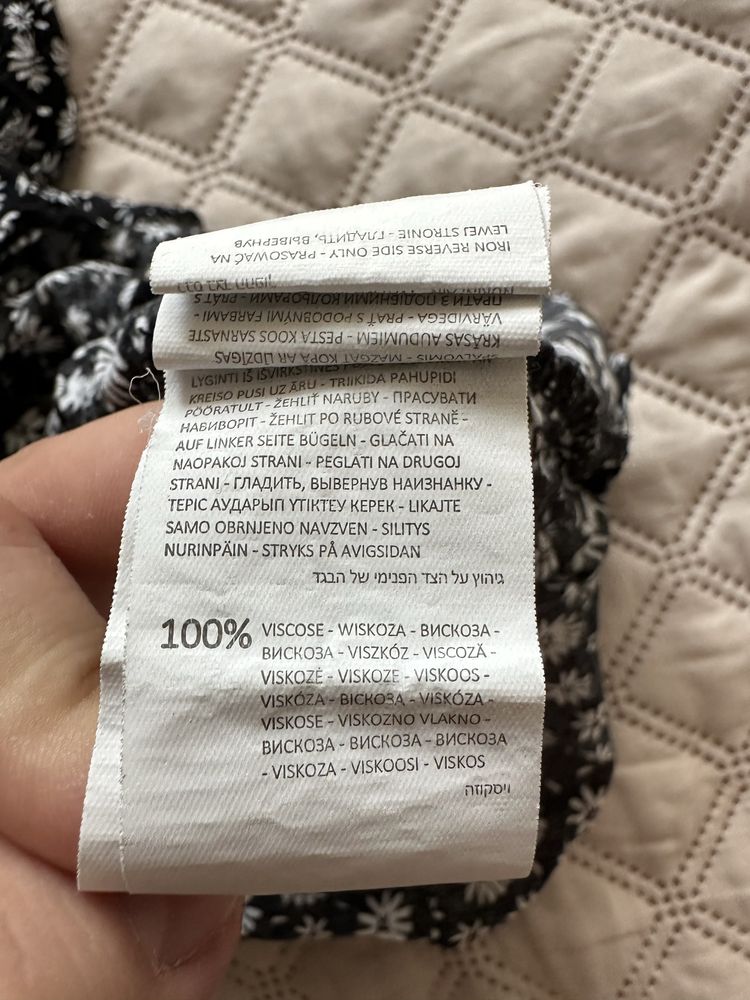 IRON REVERSE SIDE ONLY - PRASOWAĆ NA
LEWEJ STRONIE - ГЛАДИТЬ, ВЫВЕРНУВ
KRĀSAS AUDUMIEM - PESTA KOOS SARNASTE
VÄRVIDEGA - PRAŤ S PODOBNÝMI FARBAMI -
ПРАТИ З ПОДІБНИМИ КОЛЬОРАМИ - PRÁT S
LYGINTI IŠ IŠVIRKŠTINĖS
KREISO PUSI UZ ĀRU - TRIIKIDA PAHUPIDI
PÖÖRATULT - ŽEHLIŤ NARUBY - ПРАСУВАТИ
НАВИВОРІТ - ŽEHLIT PO RUBOVÉ STRANĚ -
AUF LINKER SEITE BÜGELN - GLAČATI NA
NAOPAKOJ STRANI - PEGLATI NA DRUGOJ
STRANI - ГЛАДИТЬ, ВЫВЕРНУВ НАИЗНАНКУ -
ТЕРІС АУДАРЫП ҮТІКТЕУ КЕРЕК - LIKAJTE
SAMO OBRNJENO NAVZVEN - SILITYS
NURINPÄIN - STRYKS PÅ AVIGSIDAN
גיהוץ על הצד הפנימי של הבגד
100% VISCOSE - WISKOZA - ВИСКОЗА -
ВИСКОЗА - VISZKÓZ - VISCOZĂ -
VISKOZĖ - VISKOZE - VISKOOS -
VISKÓZA - ВІСКОЗА - VISKÓZA -
VISKOSE - VISKOZNO VLAKNO -
ВИСКОЗА - ВИСКОЗА - ВИСКОЗА
- VISKOZA - VISKOOSI - VISKOS
ויסקוזה